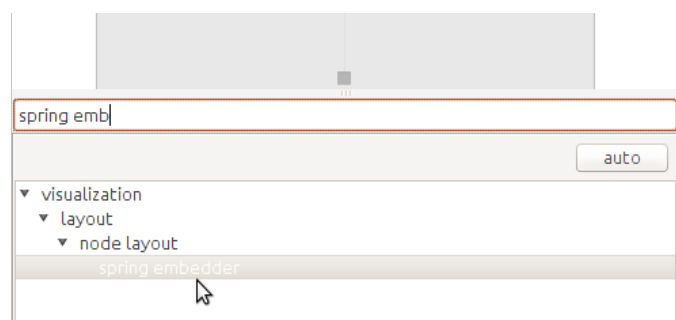 spring emb
auto
visualization
layout
node layout
spring embedder